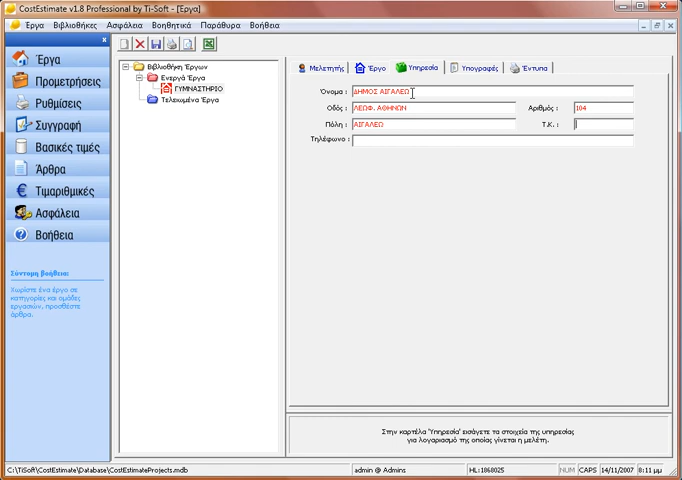 CostEstimate v1.8 Professional by Ti-Soft - [Έργα]
Έργα Βιβλιοθήκες Ασφάλεια Βοηθητικά Παράθυρα Βοήθεια
Έργα
Προμετρήσεις
Ρυθμίσεις
Συγγραφή
Βασικές τιμές
Άρθρα
Τιμαριθμικές
Ασφάλεια
Βοήθεια
Σύντομη βοήθεια:
Χωρίστε ένα έργο σε
κατηγορίες και ομάδες
εργασιών, προσθέστε
άρθρα.
Βιβλιοθήκη Έργων
Ενεργά Έργα
ΓΥΜΝΑΣΤΗΡΙΟ
Τελειωμένα Έργα
Μελετητής Έργο Υπηρεσία Υπογραφές Έντυπα
Όνομα : ΔΗΜΟΣ ΑΙΓΑΛΕΩ
Οδός : ΛΕΩΦ. ΑΘΗΝΩΝ Αριθμός : 104
Πόλη : ΑΙΓΑΛΕΩ Τ.Κ. :
Τηλέφωνο :
Στην καρτέλα 'Υπηρεσία' εισάγετε τα στοιχεία της υπηρεσίας
για λογαριασμό της οποίας γίνεται η μελέτη.
C:\TiSoft\CostEstimate\Database\CostEstimateProjects.mdb admin @ Admins HL:1868025 NUM CAPS 14/11/2007 8:11 μμ